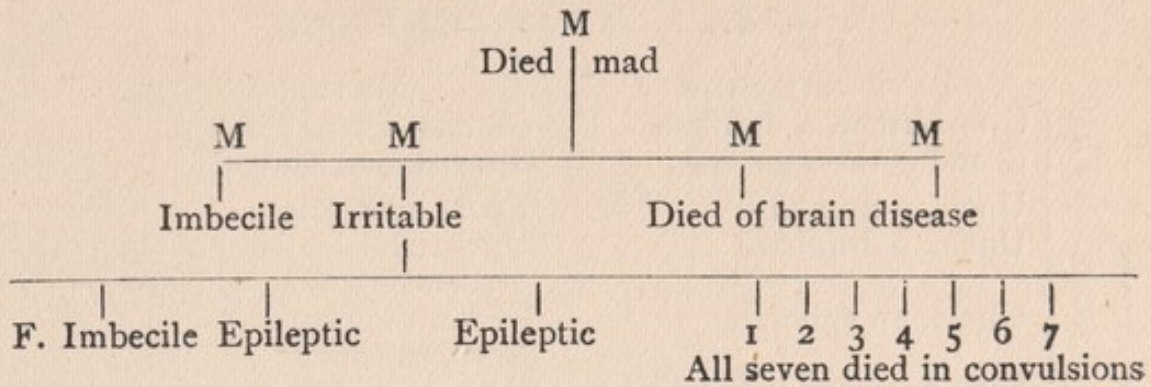 M
Died mad
M M M M
Imbecile Irritable Died of brain disease
F. Imbecile Epileptic Epileptic 1 2 3 4 5 6 7
All seven died in convulsions